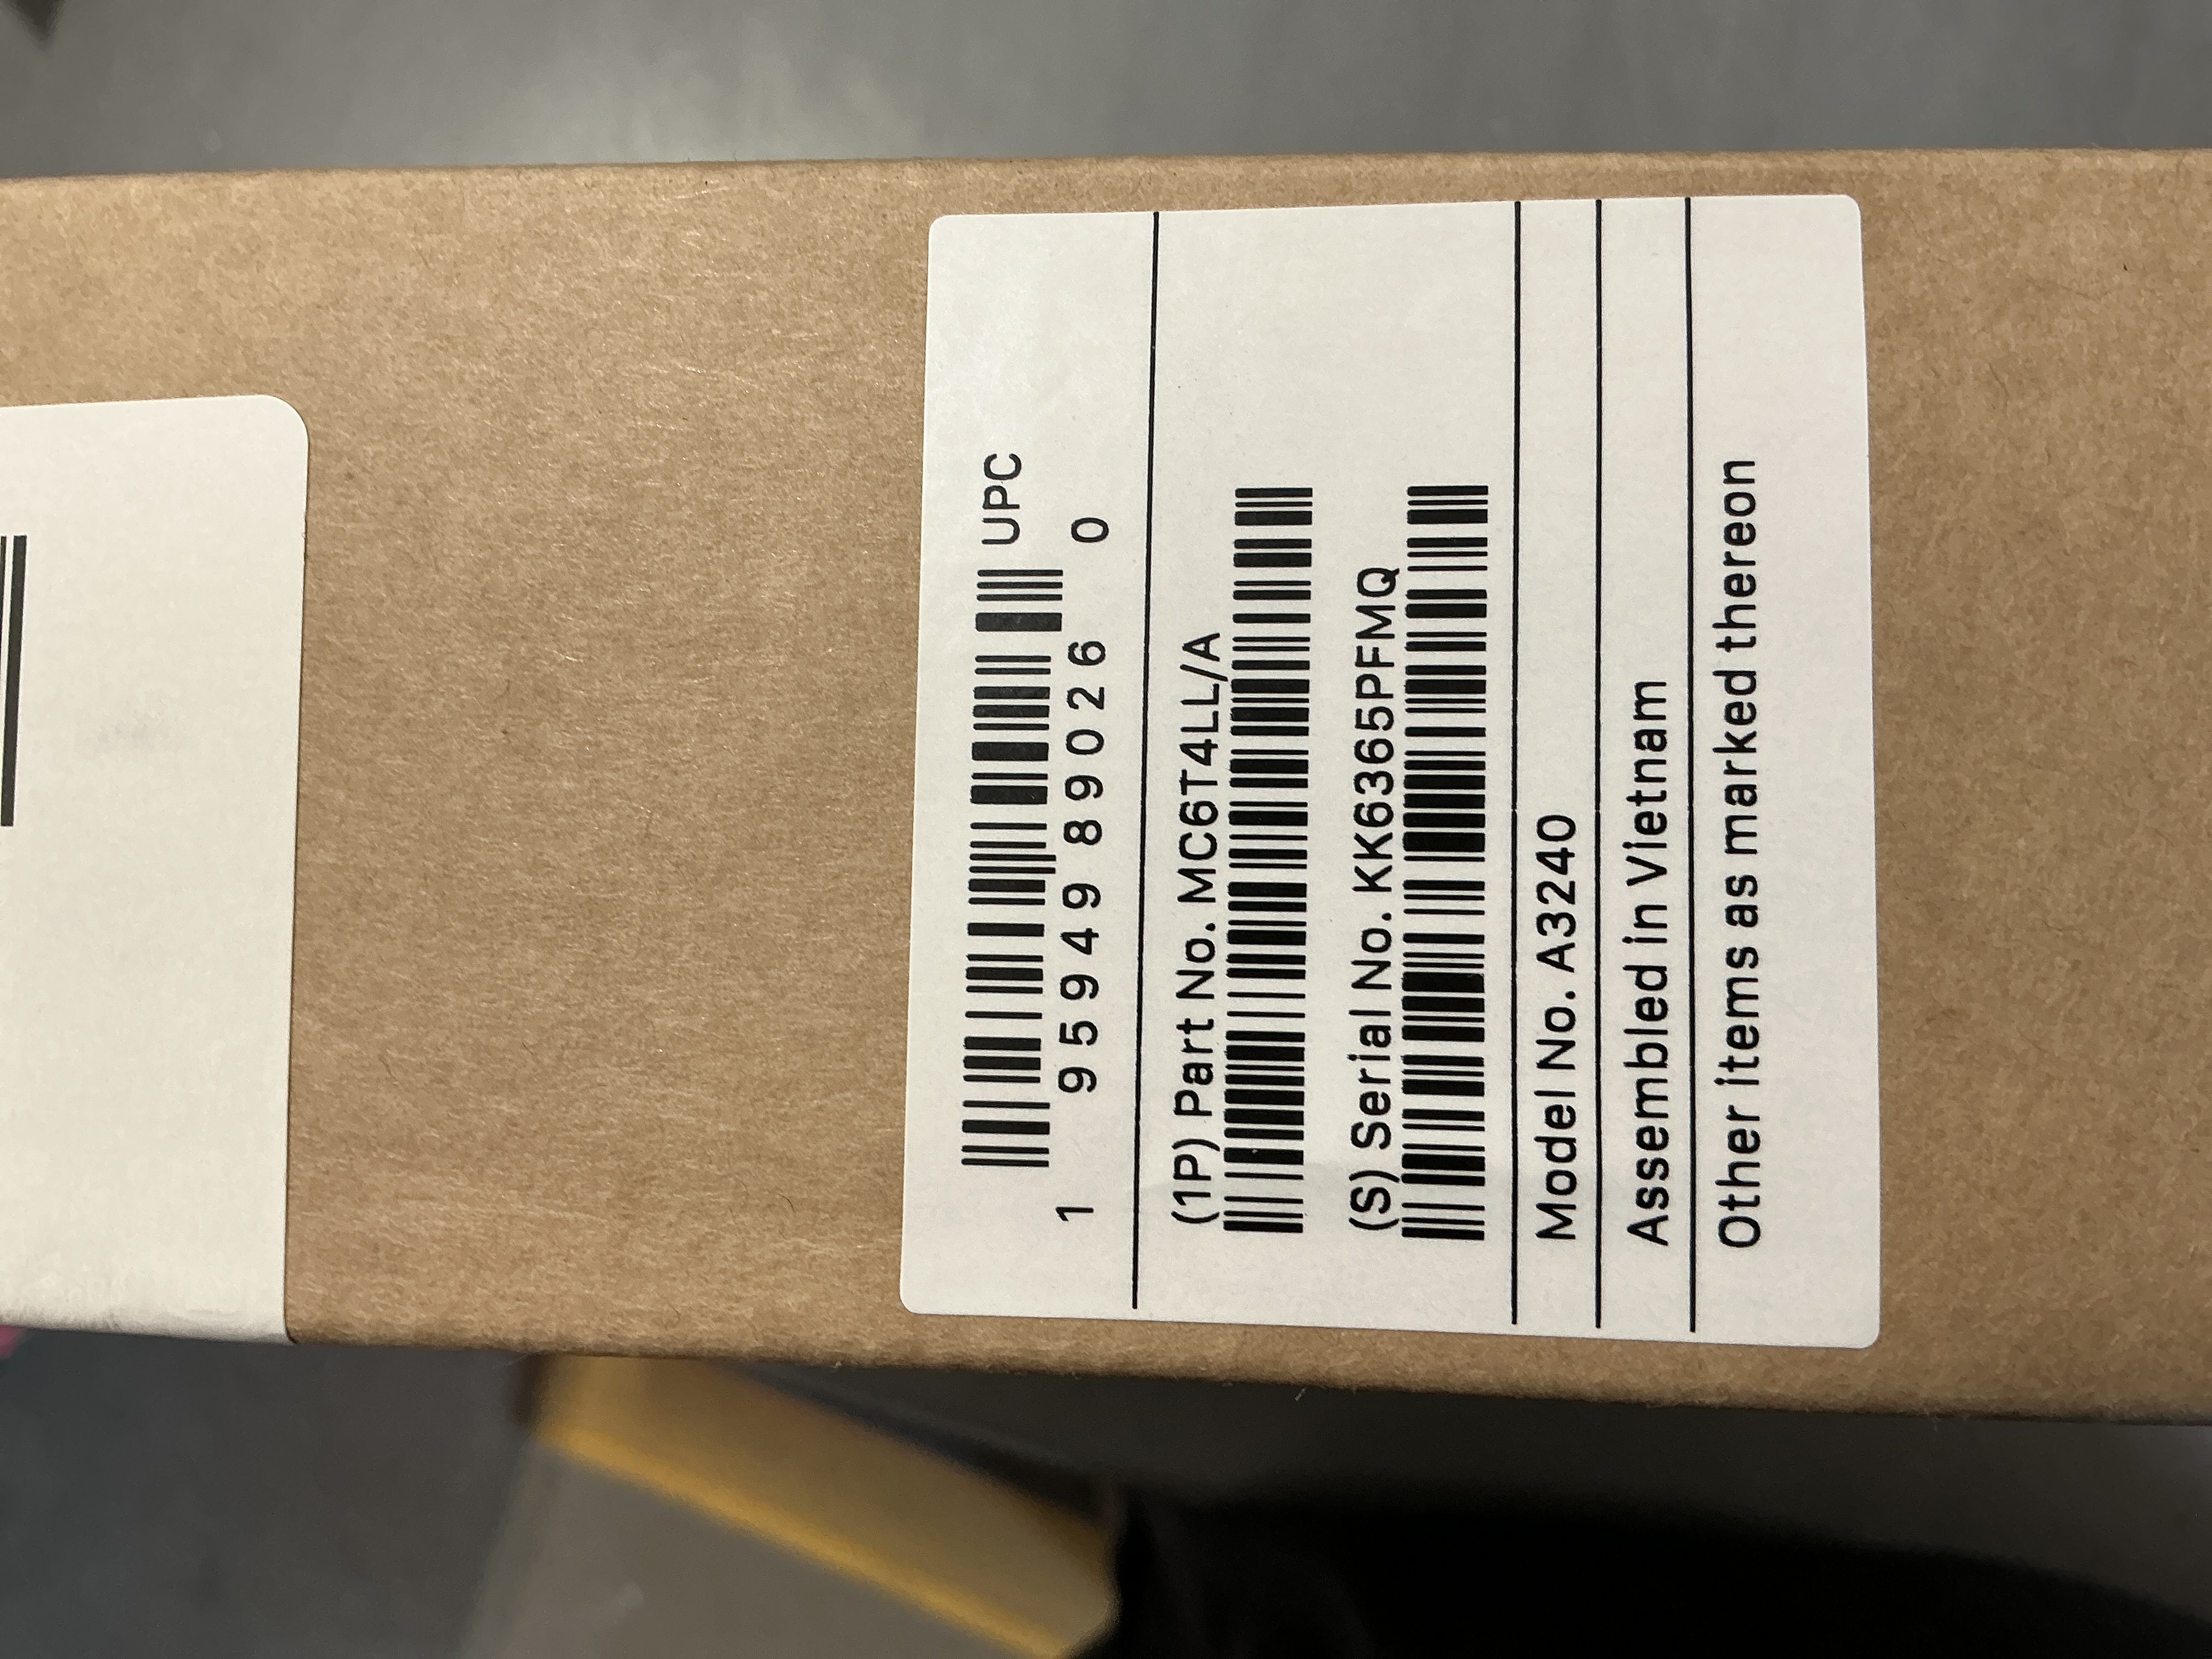 UPC
1 95949 89026 0
(1P) Part No. MC6T4LL/A
(S) Serial No. KK6365PFMQ
Model No. A3240
Assembled in Vietnam
Other items as marked thereon